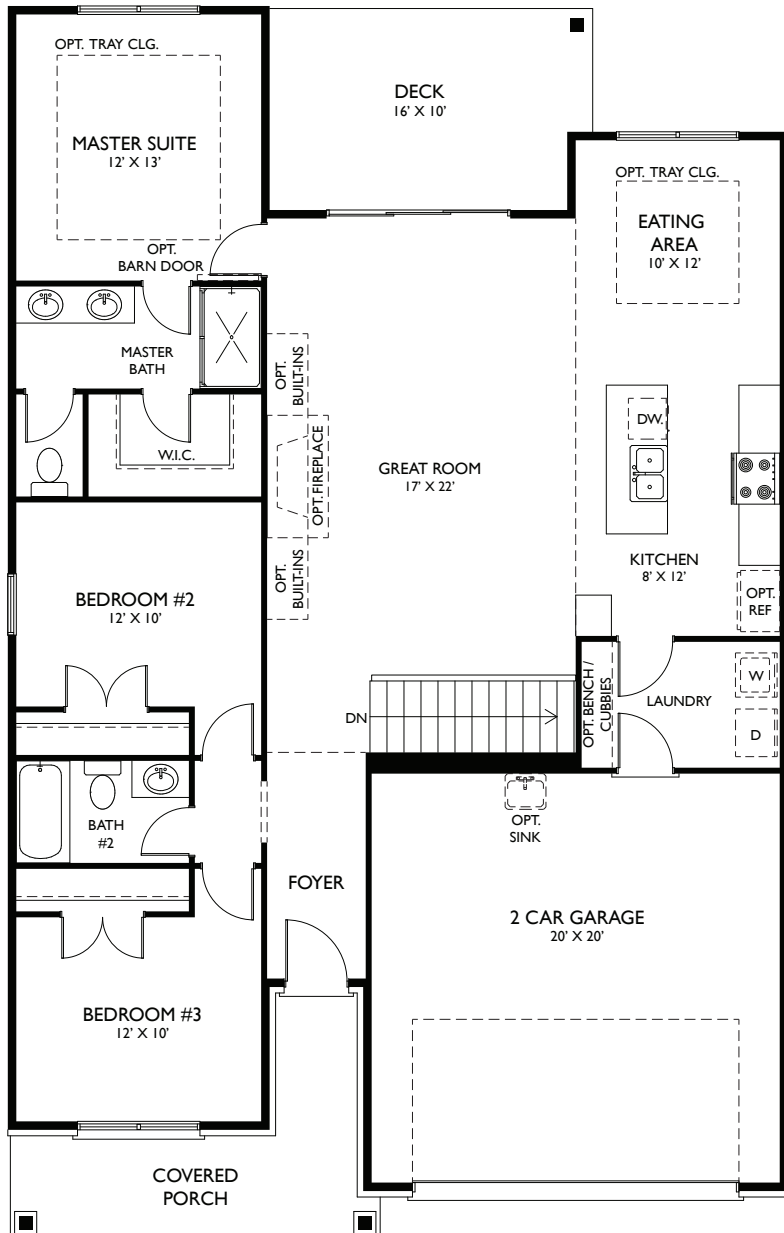 OPT. TRAY CLG.
MASTER SUITE
12' X 13'
DECK
16' X 10'
OPT. TRAY CLG.
EATING
AREA
10' X 12'
OPT.
BARN DOOR
MASTER
BATH
W.I.C.
OPT.
BUILT-INS
OPT. FIREPLACE
OPT.
BUILT-INS
GREAT ROOM
17' X 22'
DW.
KITCHEN
8' X 12'
OPT.
REF
BEDROOM #2
12' X 10'
DN
OPT. BENCH /
CUBBIES
LAUNDRY
W
D
BATH
#2
OPT.
SINK
FOYER
2 CAR GARAGE
20' X 20'
BEDROOM #3
12' X 10'
COVERED
PORCH